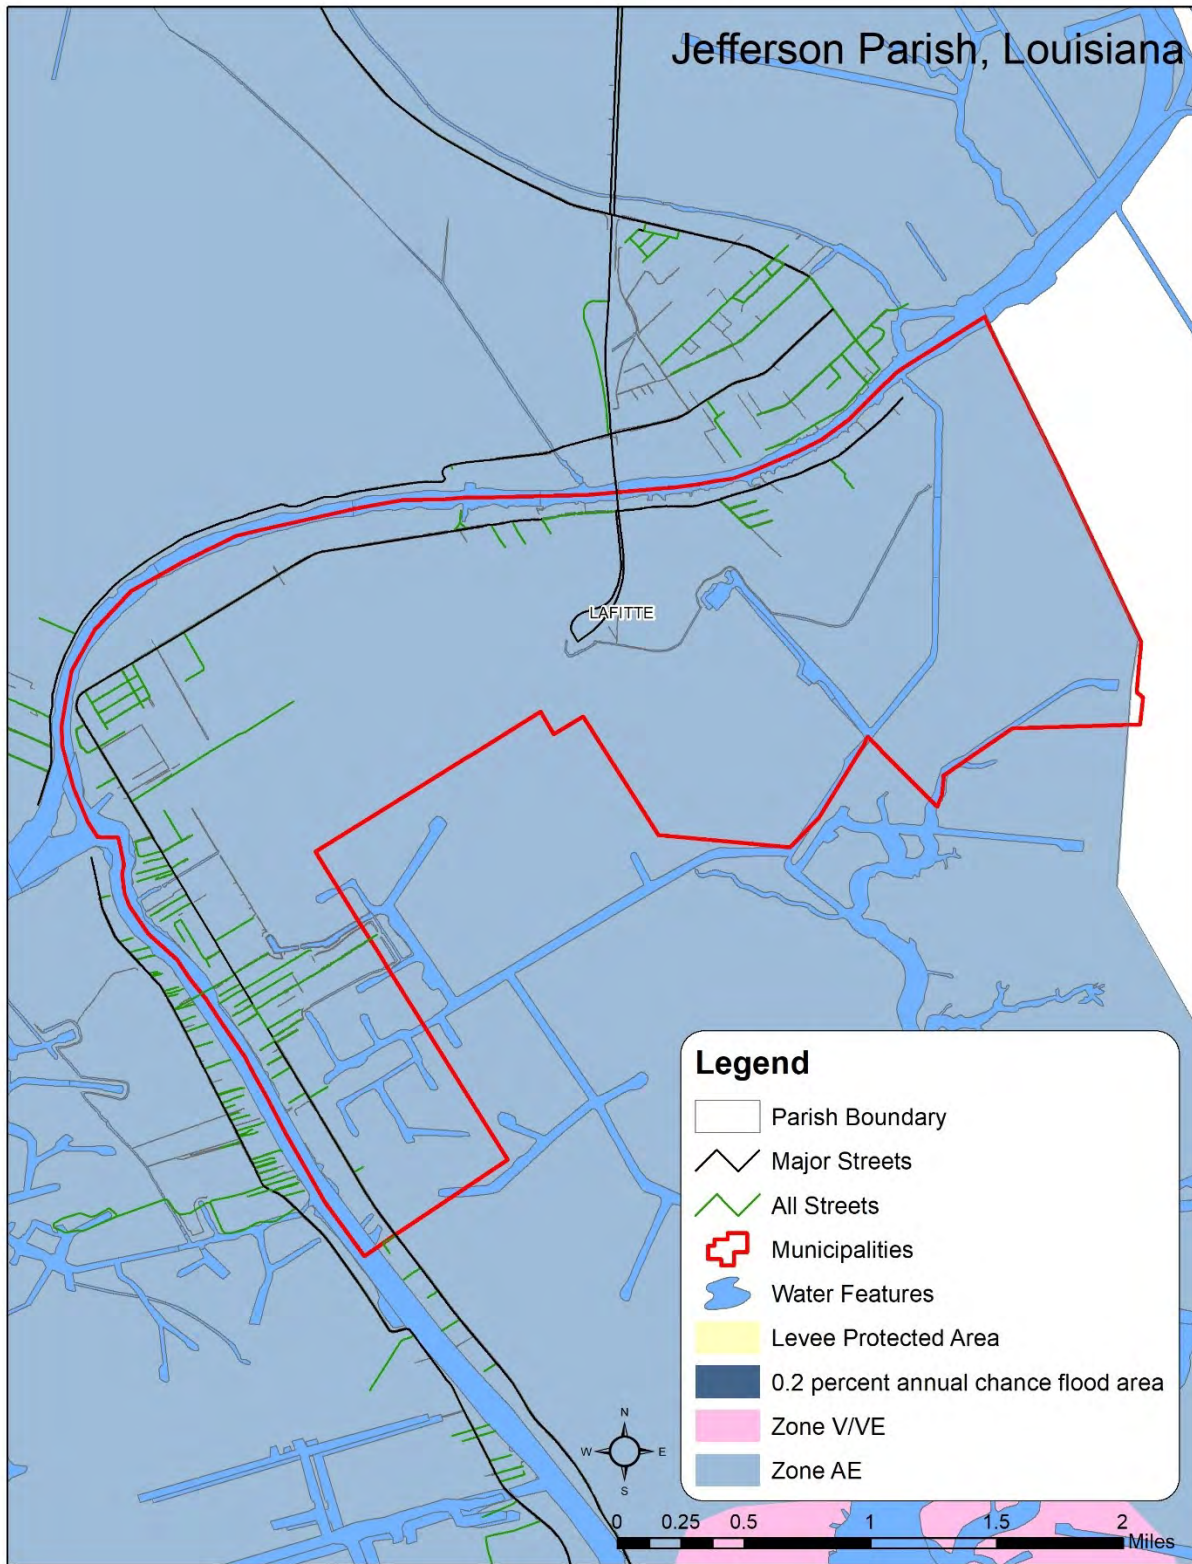 Jefferson Parish, Louisiana
LAFITTE
Legend
Parish Boundary
Major Streets
All Streets
Municipalities
Water Features
Levee Protected Area
0.2 percent annual chance flood area
Zone V/VE
Zone AE
N
W E
S
0 0.25 0.5 1 1.5 2
Miles